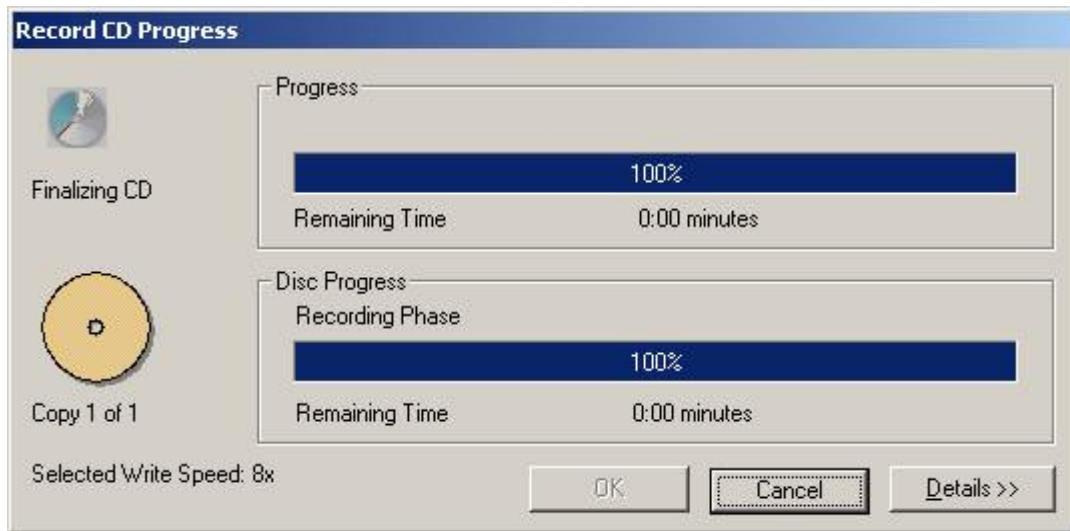 Record CD Progress
Finalizing CD
Progress
100%
Remaining Time 0:00 minutes
Copy 1 of 1
Disc Progress
Recording Phase
100%
Remaining Time 0:00 minutes
Selected Write Speed: 8x
OK Cancel Details >>